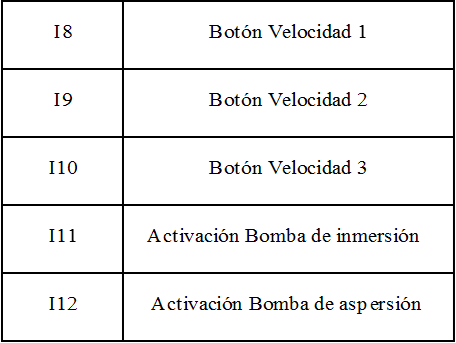 I8 Botón Velocidad 1
I9 Botón Velocidad 2
I10 Botón Velocidad 3
I11 Activación Bomba de inmersión
I12 Activación Bomba de aspersión